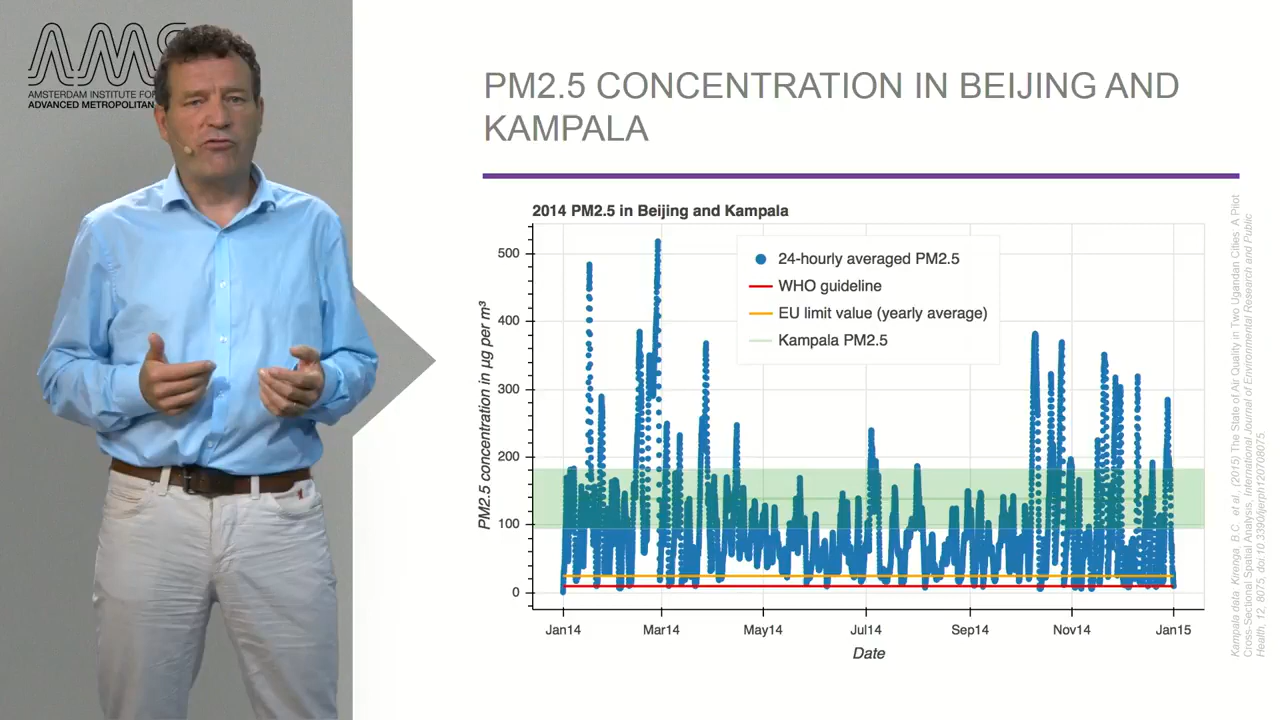 AMS
AMSTERDAM INSTITUTE FOR
ADVANCED METROPOLITAN
PM2.5 CONCENTRATION IN BEIJING AND
KAMPALA
2014 PM2.5 in Beijing and Kampala
24-hourly averaged PM2.5
WHO guideline
EU limit value (yearly average)
Kampala PM2.5
PM2.5 concentration in µg per m³
500
400
300
200
100
0
Jan14
Mar14
May14
Jul14
Sep14
Nov14
Jan15
Date
Kampala data: Kirenga, B.C. et al., (2015) The State of Air Quality in Two Ugandan Cities: A Pilot
Cross-Sectional Spatial Analysis, International Journal of Environmental Research and Public
Health, 12, 8075, doi:10.3390/ijerph120708075.